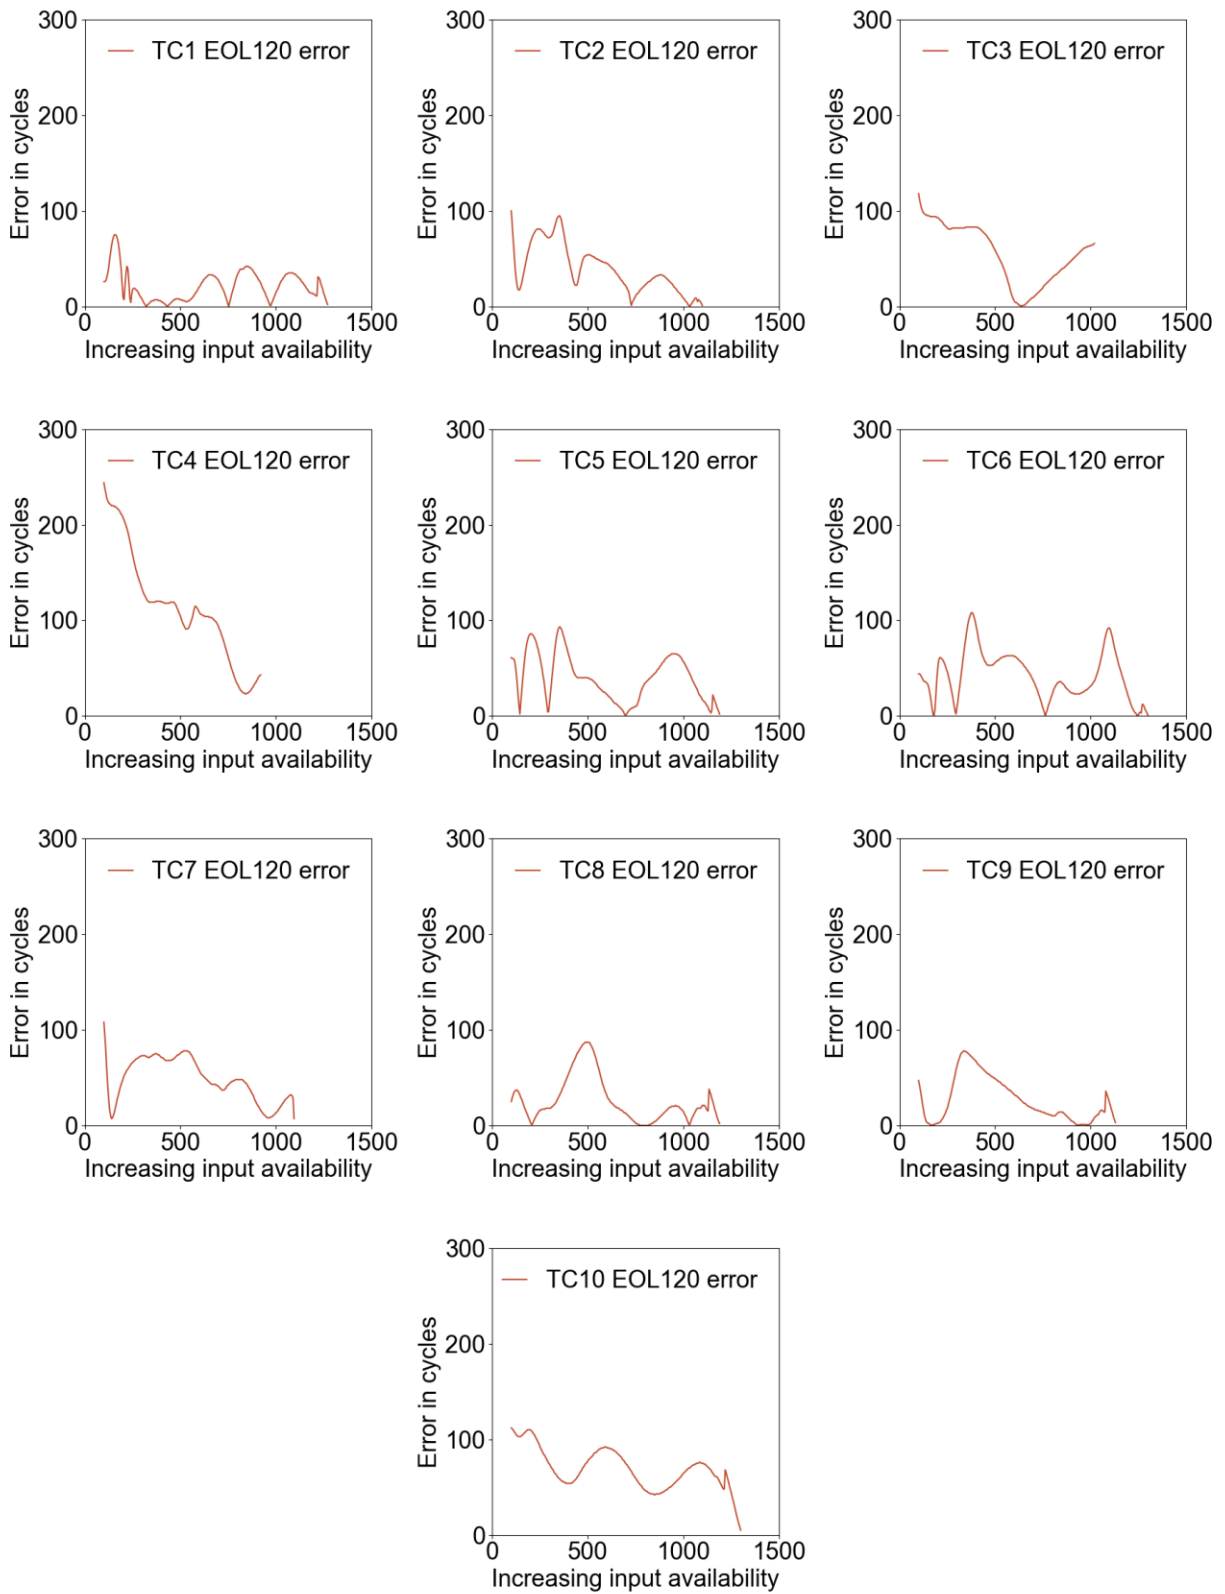 300
TC1 EOL120 error
200
100
0
0 500 1000 1500
Error in cycles
Increasing input availability
300
TC2 EOL120 error
200
100
0
0 500 1000 1500
Error in cycles
Increasing input availability
300
TC3 EOL120 error
200
100
0
0 500 1000 1500
Error in cycles
Increasing input availability
300
TC4 EOL120 error
200
100
0
0 500 1000 1500
Error in cycles
Increasing input availability
300
TC5 EOL120 error
200
100
0
0 500 1000 1500
Error in cycles
Increasing input availability
300
TC6 EOL120 error
200
100
0
0 500 1000 1500
Error in cycles
Increasing input availability
300
TC7 EOL120 error
200
100
0
0 500 1000 1500
Error in cycles
Increasing input availability
300
TC8 EOL120 error
200
100
0
0 500 1000 1500
Error in cycles
Increasing input availability
300
TC9 EOL120 error
200
100
0
0 500 1000 1500
Error in cycles
Increasing input availability
300
TC10 EOL120 error
200
100
0
0 500 1000 1500
Error in cycles
Increasing input availability